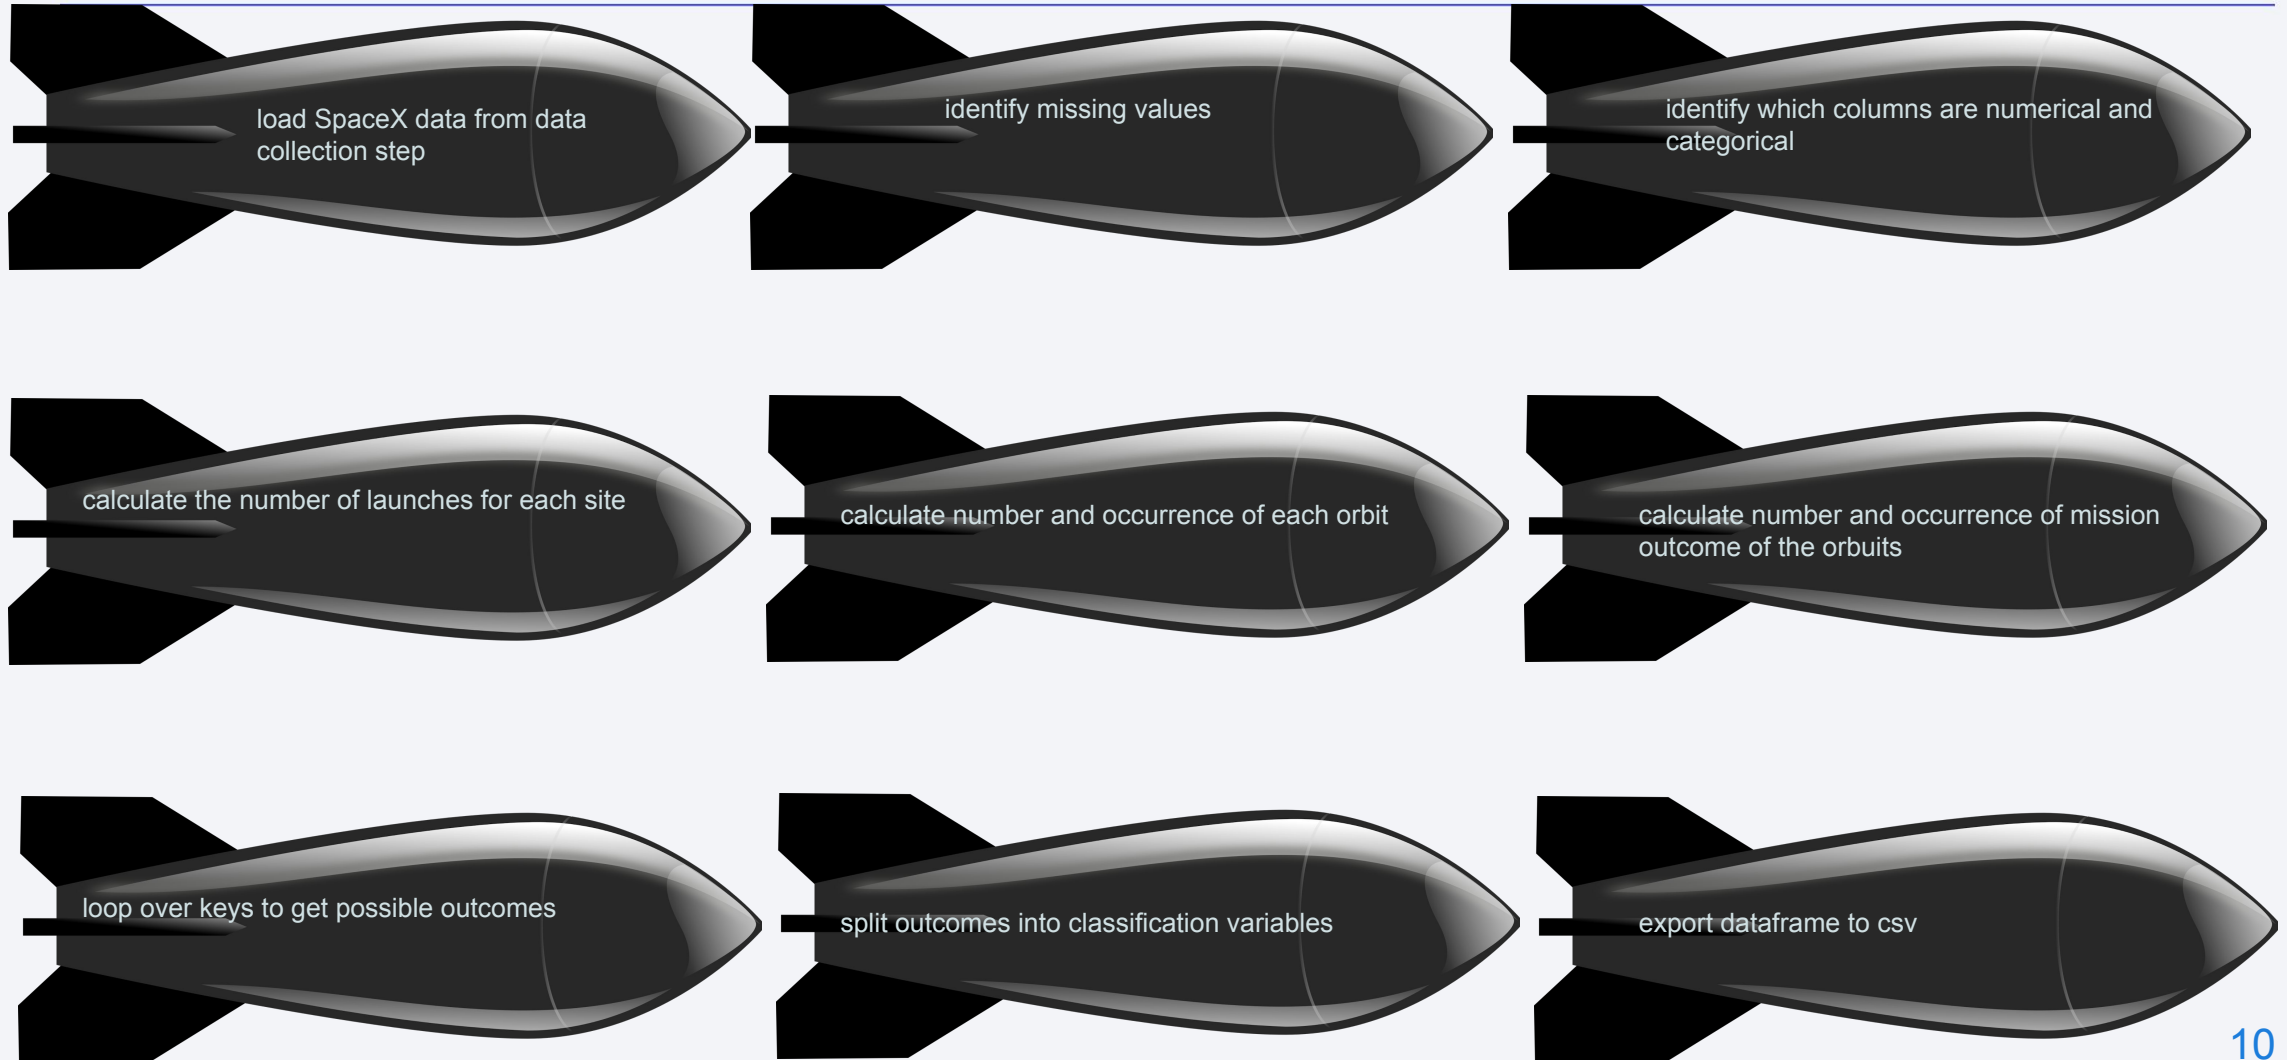 load SpaceX data from data
collection step
identify missing values
identify which columns are numerical and
categorical
calculate the number of launches for each site
calculate number and occurrence of each orbit
calculate number and occurrence of mission
outcome of the orbuits
loop over keys to get possible outcomes
split outcomes into classification variables
export dataframe to csv
10